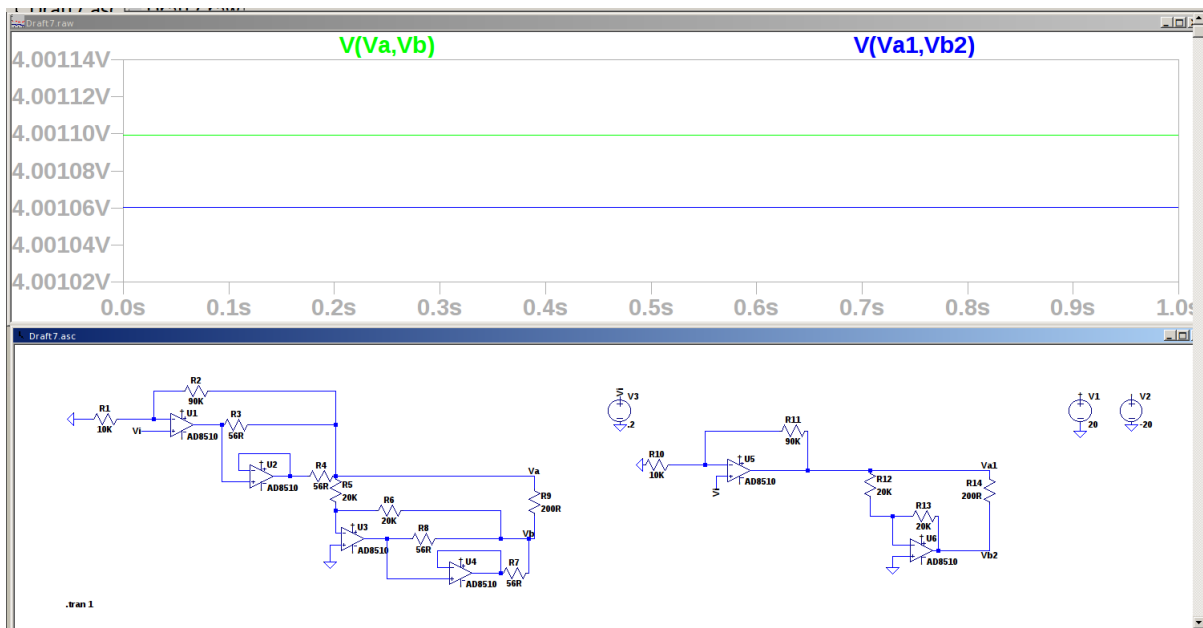 Draft7.raw
V(Va,Vb)
V(Va1,Vb2)
4.00114V
4.00112V
4.00110V
4.00108V
4.00106V
4.00104V
4.00102V
0.0s
0.1s
0.2s
0.3s
0.4s
0.5s
0.6s
0.7s
0.8s
0.9s
1.0s
Draft7.asc
R1
10K
R2
90K
U1
AD8510
Vi
R3
56R
U2
AD8510
R4
56R
R5
20K
R6
20K
U3
AD8510
R8
56R
U4
AD8510
R7
56R
Va
R9
200R
Vb
.tran 1
Vi
V3
.2
R10
10K
R11
90K
U5
AD8510
Vi
R12
20K
R13
20K
U6
AD8510
Va1
R14
200R
Vb2
V1
20
V2
-20